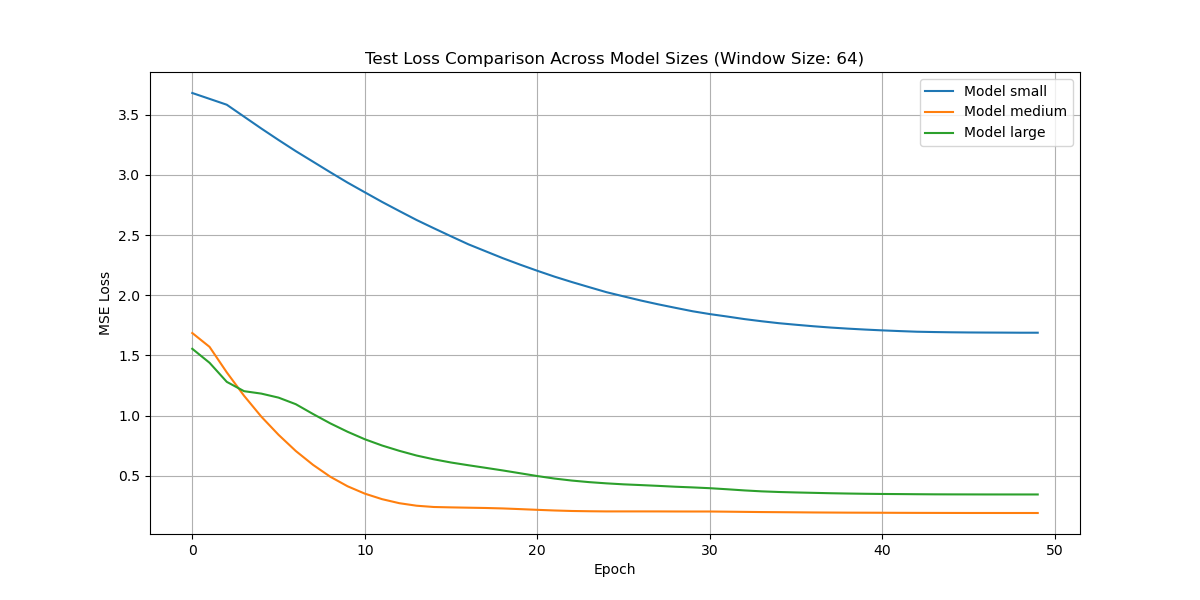 Test Loss Comparison Across Model Sizes (Window Size: 64)
Model small
Model medium
Model large
MSE Loss
3.5
3.0
2.5
2.0
1.5
1.0
0.5
0 10 20 30 40 50
Epoch